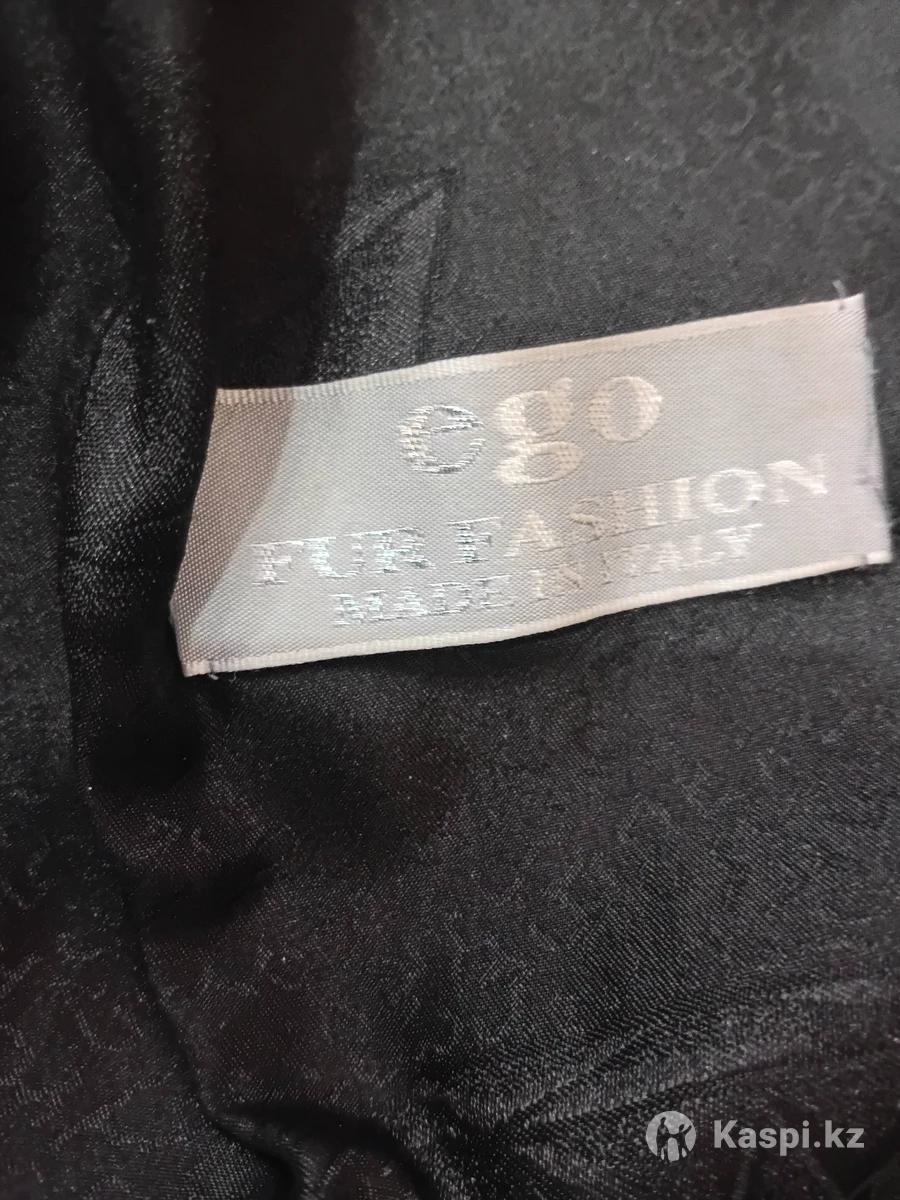 ego
FUR FASHION
MADE IN ITALY
Kaspi.kz